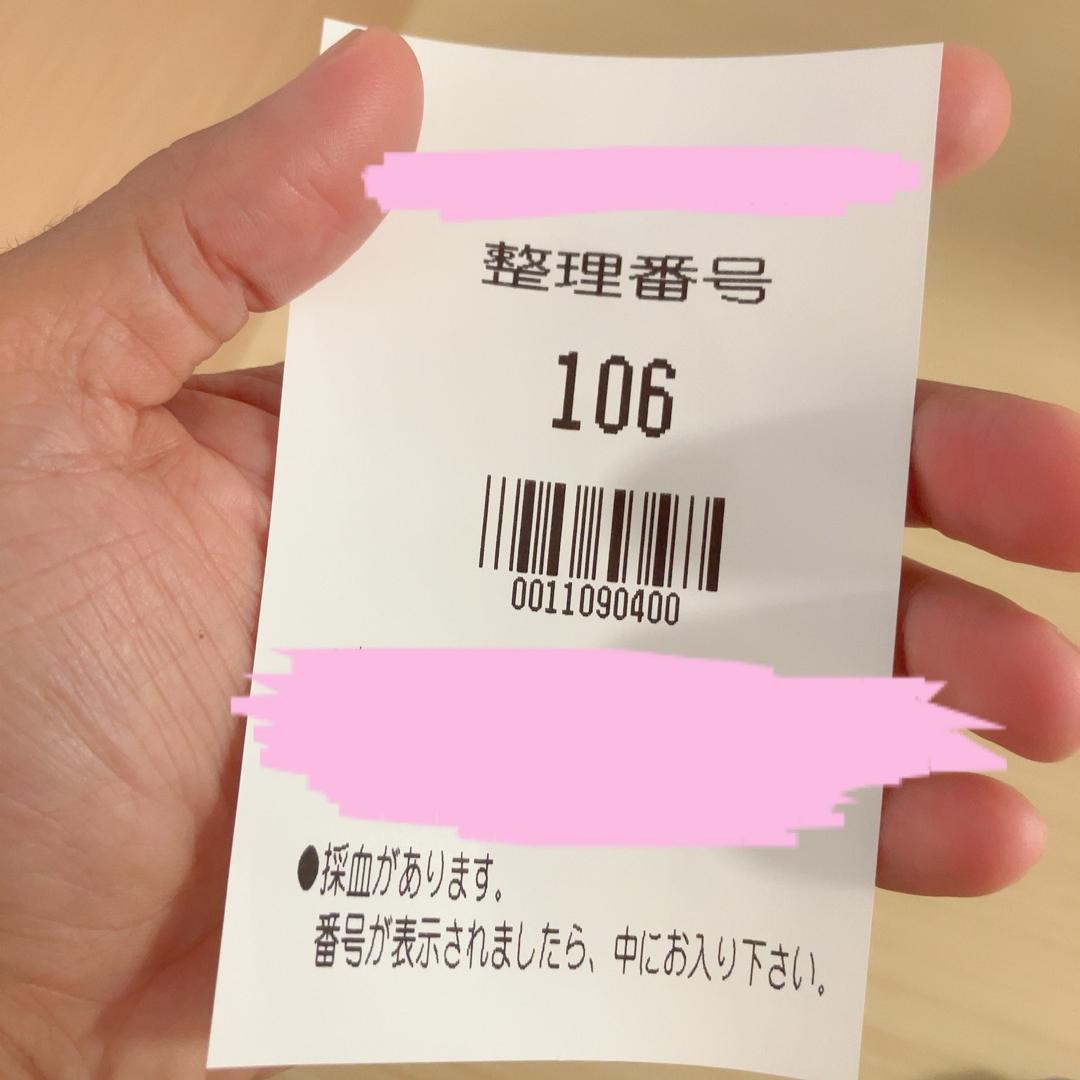 整理番号
106
0011090400
●採血があります。
番号が表示されましたら、中にお入り下さい。